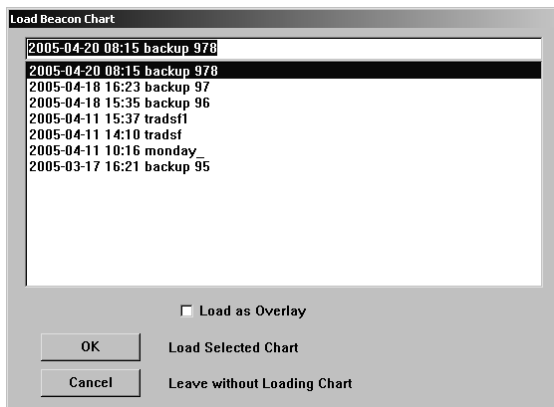 Load Beacon Chart
2005-04-20 08:15 backup 978
2005-04-20 08:15 backup 978
2005-04-18 16:23 backup 97
2005-04-18 15:35 backup 96
2005-04-11 15:37 tradsf1
2005-04-11 14:10 tradsf
2005-04-11 10:16 monday_
2005-03-17 16:21 backup 95
Load as Overlay
OK Load Selected Chart
Cancel Leave without Loading Chart